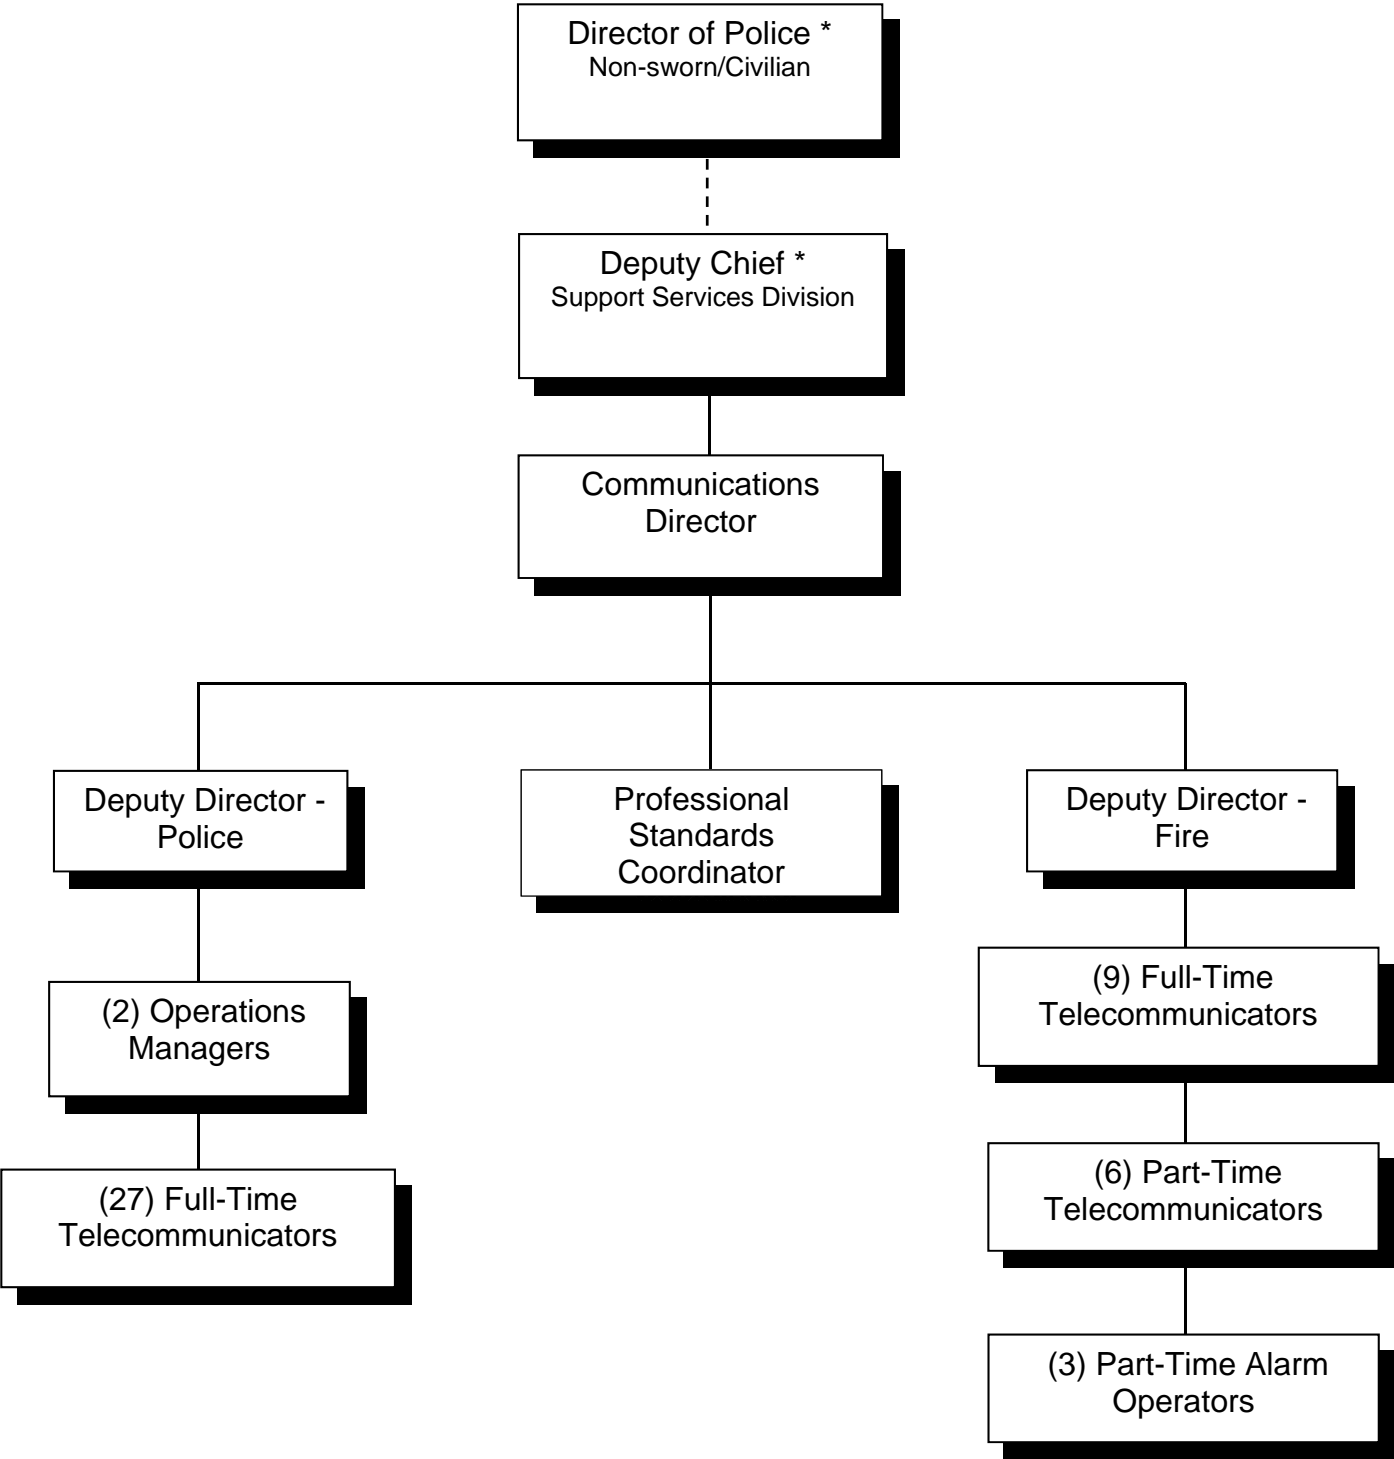 Director of Police *
Non-sworn/Civilian
Deputy Chief *
Support Services Division
Communications
Director
Deputy Director -
Police
Professional
Standards
Coordinator
Deputy Director -
Fire
(2) Operations
Managers
(27) Full-Time
Telecommunicators
(9) Full-Time
Telecommunicators
(6) Part-Time
Telecommunicators
(3) Part-Time Alarm
Operators